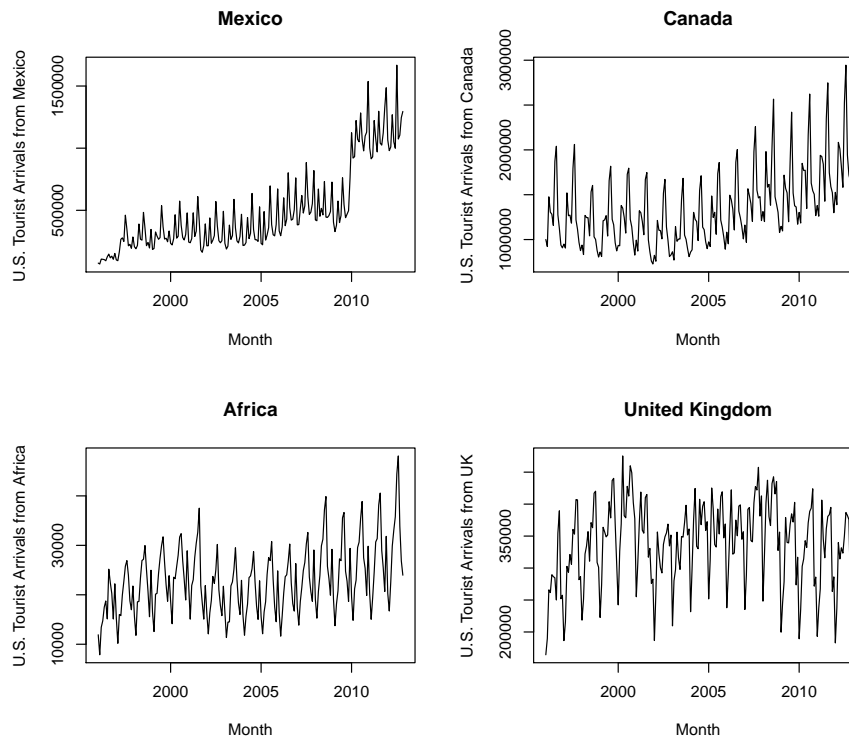 Mexico
U.S. Tourist Arrivals from Mexico
500000
1500000
2000
2005
2010
Month
Canada
U.S. Tourist Arrivals from Canada
1000000
2000000
3000000
2000
2005
2010
Month
Africa
U.S. Tourist Arrivals from Africa
10000
30000
2000
2005
2010
Month
United Kingdom
U.S. Tourist Arrivals from UK
200000
350000
2000
2005
2010
Month